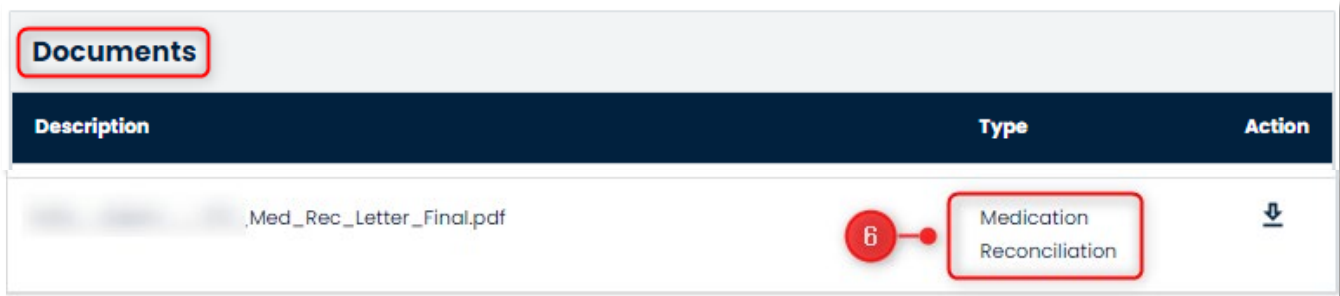 Documents
Description Type Action
Med_Rec_Letter_Final.pdf
6
Medication
Reconciliation